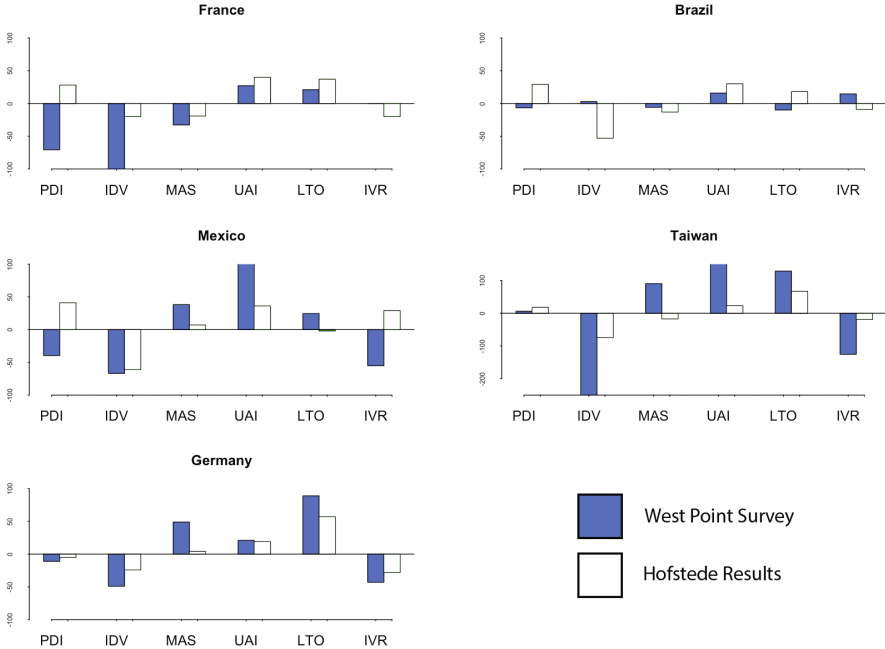 France
100
50
0
-50
-100
PDI IDV MAS UAI LTO IVR
Brazil
100
50
0
-50
-100
PDI IDV MAS UAI LTO IVR
Mexico
100
50
0
-50
-100
PDI IDV MAS UAI LTO IVR
Taiwan
100
0
-100
-200
PDI IDV MAS UAI LTO IVR
Germany
100
50
0
-50
-100
PDI IDV MAS UAI LTO IVR
West Point Survey
Hofstede Results